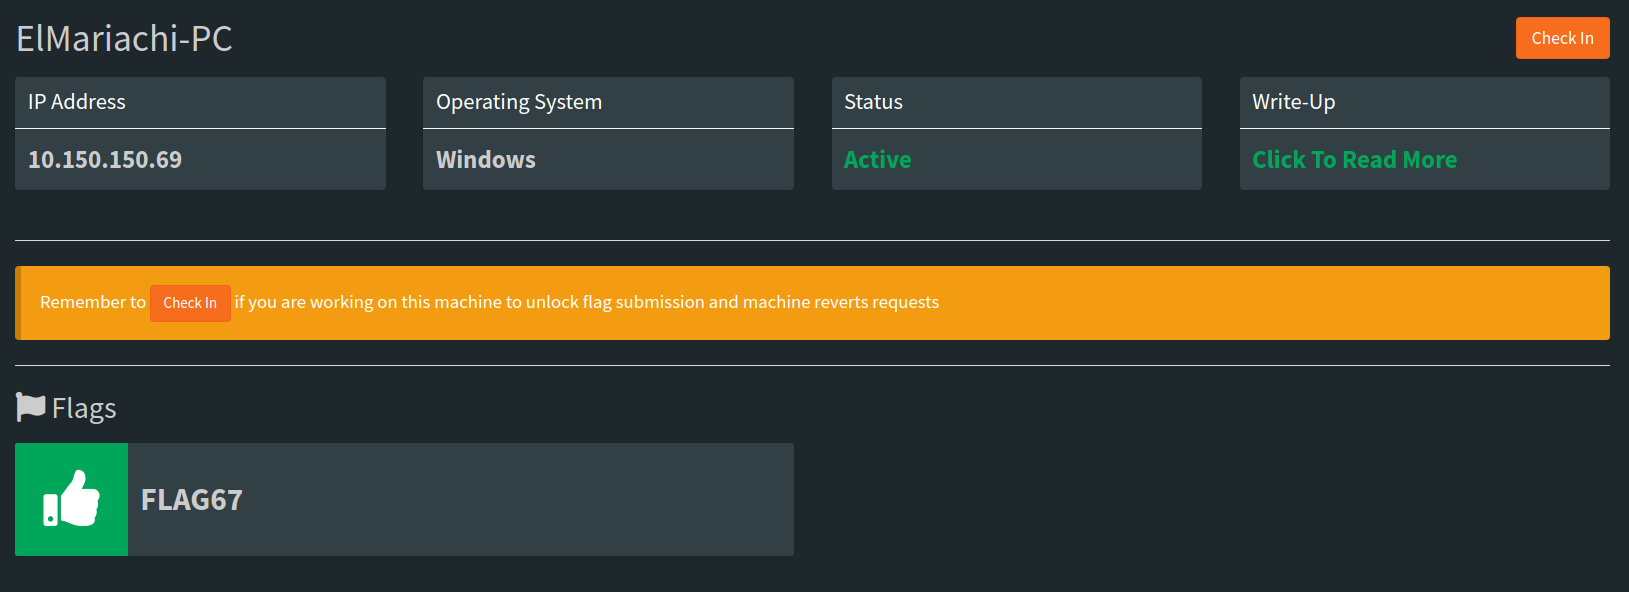 ElMariachi-PC
Check In
IP Address
Operating System
Status
Write-Up
10.150.150.69
Windows
Active
Click To Read More
Remember to Check In if you are working on this machine to unlock flag submission and machine reverts requests
Flags
FLAG67